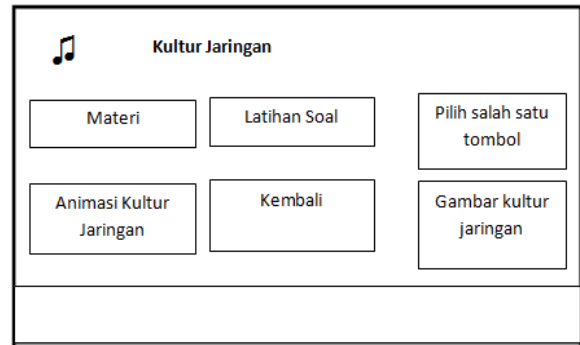 Kultur Jaringan
Materi
Latihan Soal
Pilih salah satu
tombol
Animasi Kultur
Jaringan
Kembali
Gambar kultur
jaringan